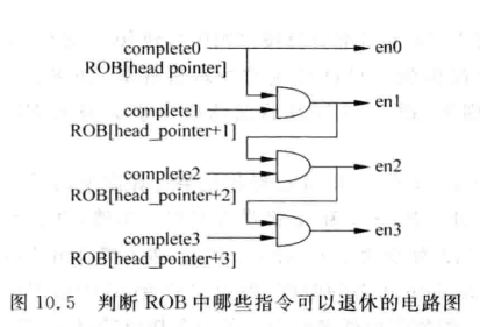 complete0
en0
ROB[head pointer]
en1
complete1
ROB[head_pointer+1]
en2
complete2
ROB[head_pointer+2]
en3
complete3
ROB[head_pointer+3]
图 10.5 判断 ROB 中哪些指令可以退休的电路图